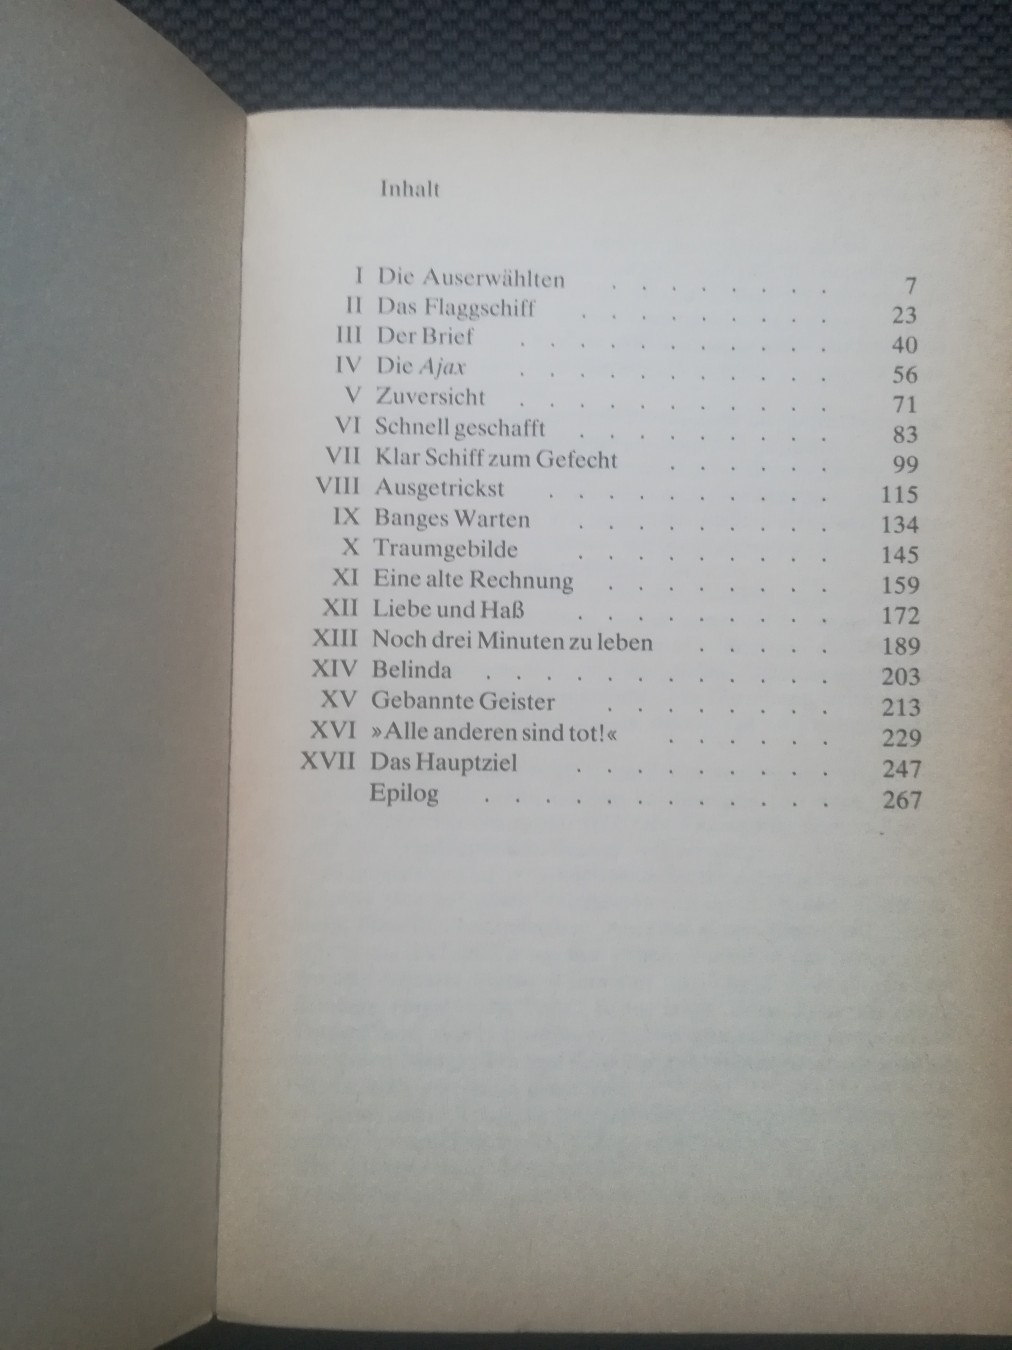 Inhalt
I Die Auserwählten . . . . . . . . 7
II Das Flaggschiff . . . . . . . . . 23
III Der Brief . . . . . . . . . . . 40
IV Die Ajax . . . . . . . . . . . 56
V Zuversicht . . . . . . . . . . . 71
VI Schnell geschafft . . . . . . . . . 83
VII Klar Schiff zum Gefecht . . . . . . 99
VIII Ausgetrickst . . . . . . . . . . 115
IX Banges Warten . . . . . . . . . 134
X Traumgebilde . . . . . . . . . 145
XI Eine alte Rechnung . . . . . . . . 159
XII Liebe und Haß . . . . . . . . . 172
XIII Noch drei Minuten zu leben . . . . . 189
XIV Belinda . . . . . . . . . . . . 203
XV Gebannte Geister . . . . . . . . 213
XVI »Alle anderen sind tot!« . . . . . . 229
XVII Das Hauptziel . . . . . . . . . 247
Epilog . . . . . . . . . . . . 267